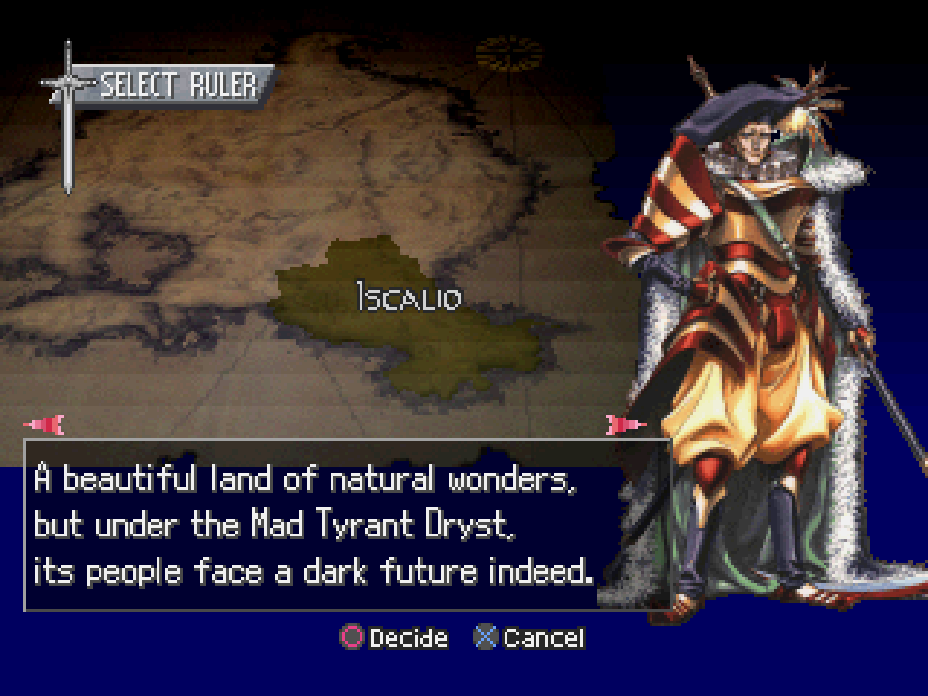 SELECT RULER
ISCALIO
A beautiful land of natural wonders,
but under the Mad Tyrant Dryst,
its people face a dark future indeed.
Decide Cancel